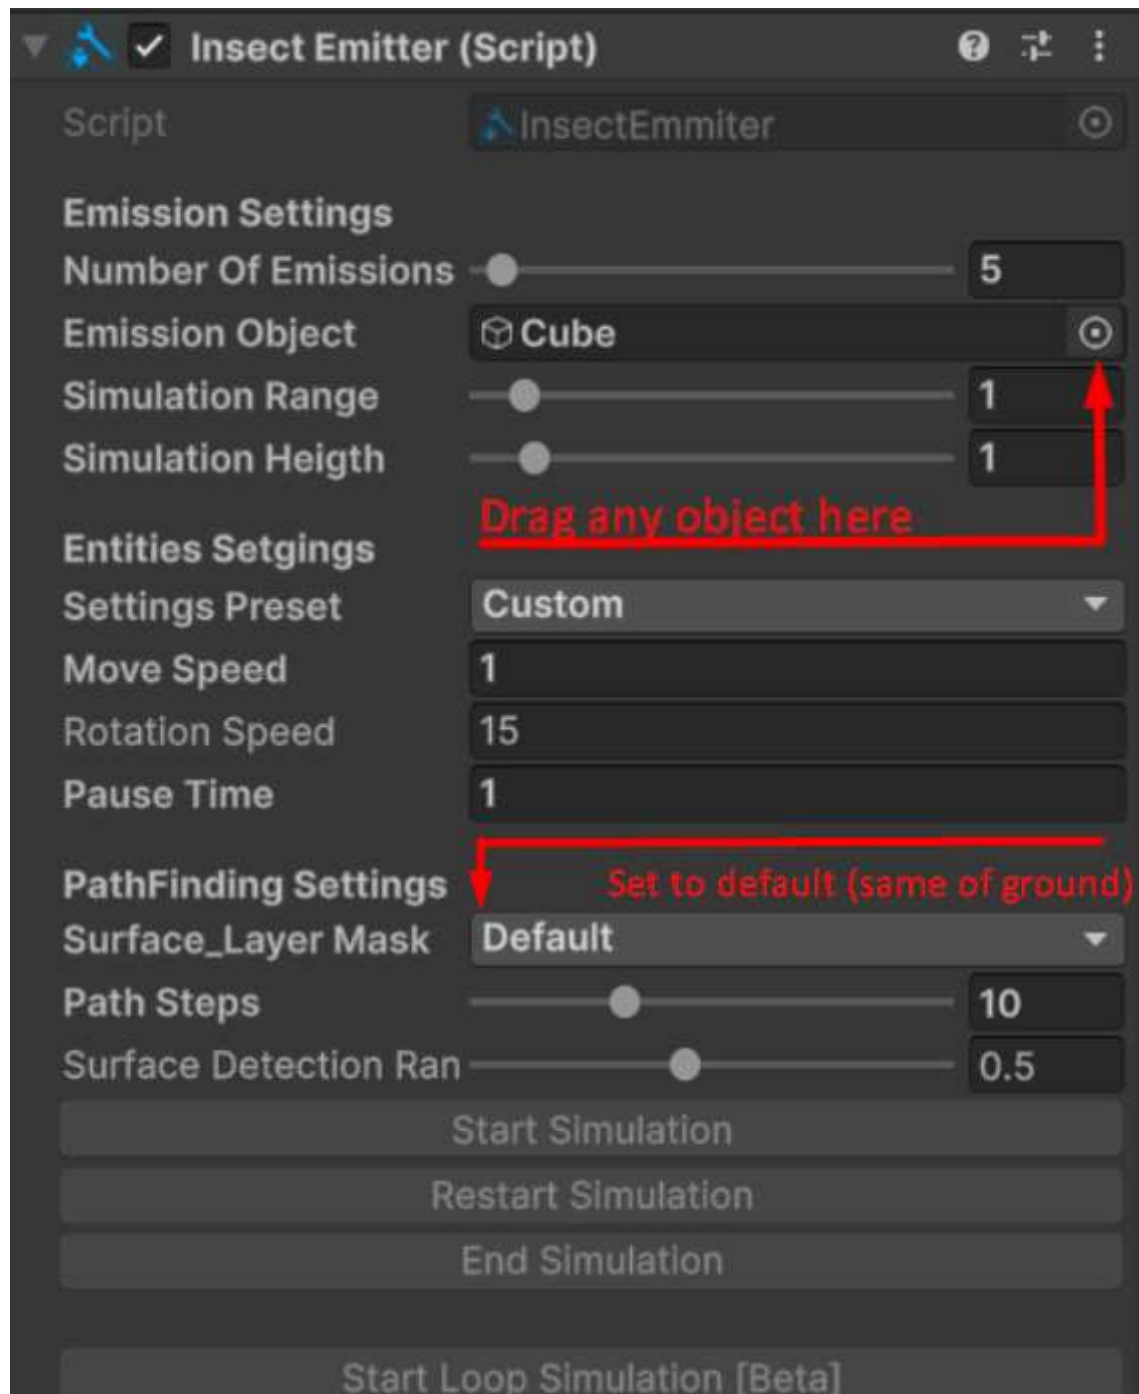 Insect Emitter (Script)
Script InsectEmmiter
Emission Settings
Number Of Emissions 5
Emission Object Cube
Simulation Range 1
Simulation Heigth 1
Drag any object here
Entities Setgings
Settings Preset Custom
Move Speed 1
Rotation Speed 15
Pause Time 1
PathFinding Settings Set to default (same of ground)
Surface_Layer Mask Default
Path Steps 10
Surface Detection Ran 0.5
Start Simulation
Restart Simulation
End Simulation
Start Loop Simulation [Beta]